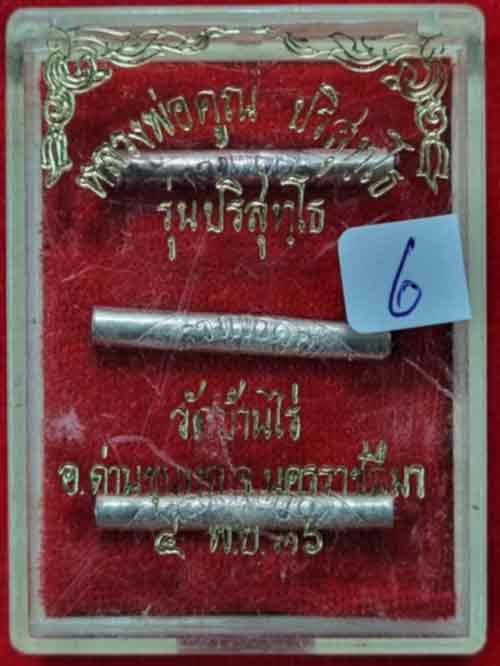 หลวงพ่อคูณ ปริสุทฺโธ
รุ่นปริสุทฺโธ
6
วัดบ้านไร่
อ.ด่านขุนทด จ.นครราชสีมา
๕ พ.ย. ๓๖